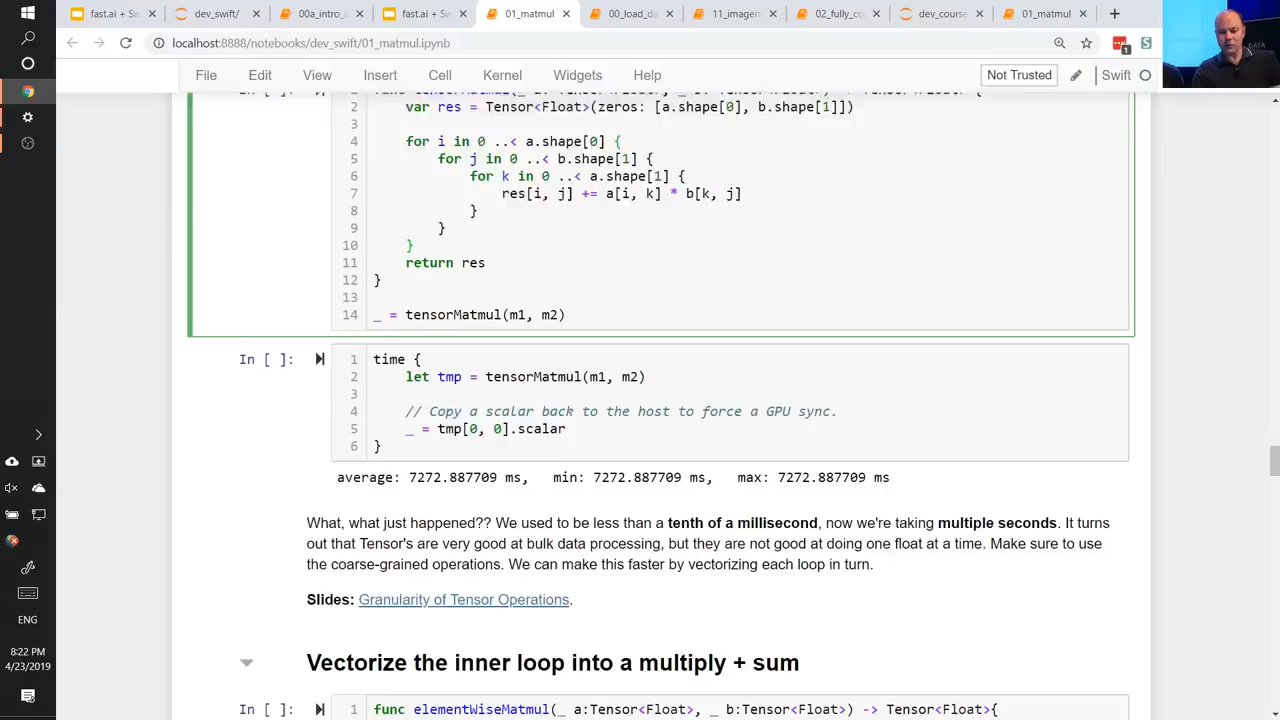 fast.ai + Sw
dev_swift/
00a_intro_a
fast.ai + Sw
01_matmul
00_load_da
11_imagen
02_fully_co
dev_course
01_matmul
localhost:8888/notebooks/dev_swift/01_matmul.ipynb
File Edit View Insert Cell Kernel Widgets Help Not Trusted Swift
2 var res = Tensor<Float>(zeros: [a.shape[0], b.shape[1]])
3
4 for i in 0 ..< a.shape[0] {
5 for j in 0 ..< b.shape[1] {
6 for k in 0 ..< a.shape[1] {
7 res[i, j] += a[i, k] * b[k, j]
8 }
9 }
10 }
11 return res
12 }
13
14 _ = tensorMatmul(m1, m2)
In [ ]: 1 time {
2 let tmp = tensorMatmul(m1, m2)
3
4 // Copy a scalar back to the host to force a GPU sync.
5 _ = tmp[0, 0].scalar
6 }
average: 7272.887709 ms, min: 7272.887709 ms, max: 7272.887709 ms
What, what just happened?? We used to be less than a tenth of a millisecond, now we're taking multiple seconds. It turns
out that Tensor's are very good at bulk data processing, but they are not good at doing one float at a time. Make sure to use
the coarse-grained operations. We can make this faster by vectorizing each loop in turn.
Slides: Granularity of Tensor Operations.
Vectorize the inner loop into a multiply + sum
In [ ]: 1 func elementWiseMatmul(_ a:Tensor<Float>, _ b:Tensor<Float>) -> Tensor<Float>{
ENG
8:22 PM
4/23/2019
DATA